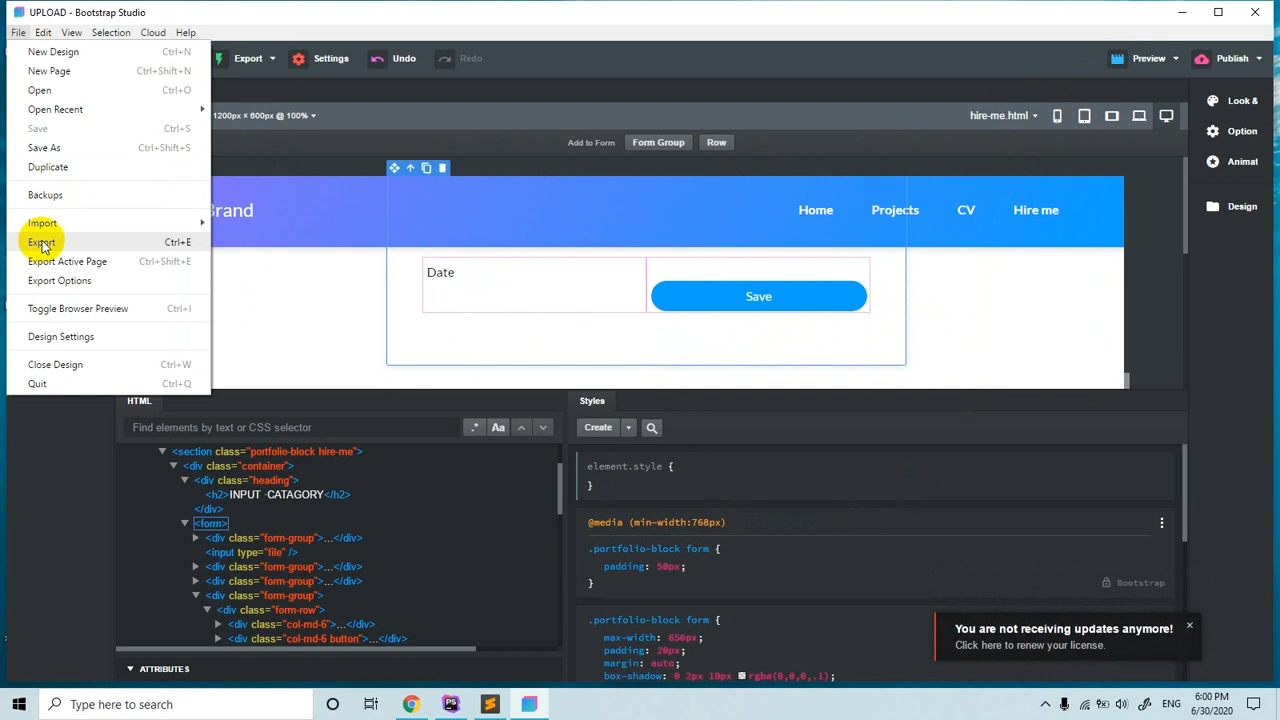 UPLOAD - Bootstrap Studio
File Edit View Selection Cloud Help
New Design Ctrl+N
New Page Ctrl+Shift+N
Open Ctrl+O
Open Recent
Save Ctrl+S
Save As Ctrl+Shift+S
Duplicate
Backups
Import
Export Ctrl+E
Export Active Page Ctrl+Shift+E
Export Options
Toggle Browser Preview Ctrl+I
Design Settings
Close Design Ctrl+W
Quit Ctrl+Q
Export Settings Undo Redo Preview Publish
1200px × 600px @ 100% hire-me.html
Add to Form Form Group Row
Brand Home Projects CV Hire me
Date
Save
Look &
Option
Animat
Design
HTML
Find elements by text or CSS selector .* Aa
<section class="portfolio-block hire-me">
<div class="container">
<div class="heading">
<h2>INPUT CATAGORY</h2>
</div>
<form>
<div class="form-group">...</div>
<input type="file" />
<div class="form-group">...</div>
<div class="form-group">...</div>
<div class="form-group">
<div class="form-row">
<div class="col-md-6">...</div>
<div class="col-md-6 button">...</div>
ATTRIBUTES
Styles
Create
element.style {
}
@media (min-width:768px)
.portfolio-block form {
padding: 50px;
}
Bootstrap
.portfolio-block form {
max-width: 650px;
padding: 20px;
margin: auto;
box-shadow: 0 2px 10px rgba(0,0,0,.1);
You are not receiving updates anymore!
Click here to renew your license.
Type here to search
PS
ENG
6:00 PM
6/30/2020